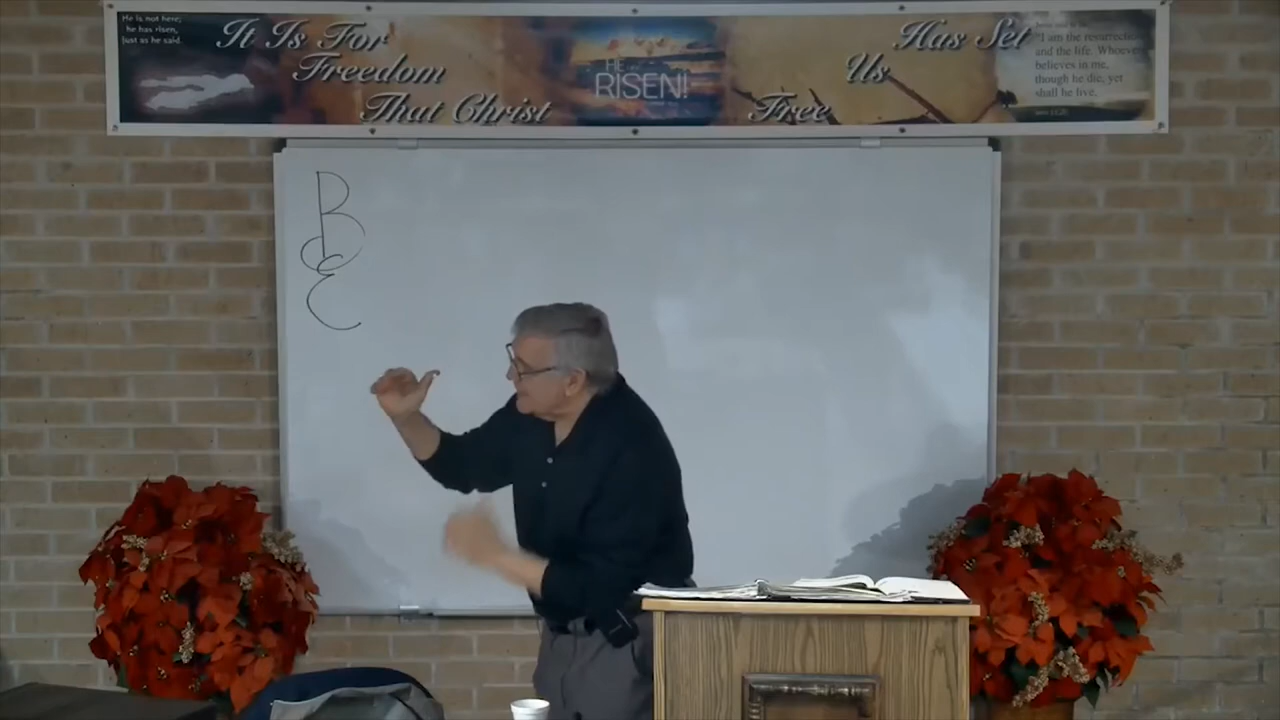 He is not here;
he has risen,
just as he said.
It Is For
Freedom
That Christ
HE
IS
RISEN!
Has Set
Us
Free
"I am the resurrection
and the life. Whoever
believes in me,
though he die, yet
shall he live.
B
E